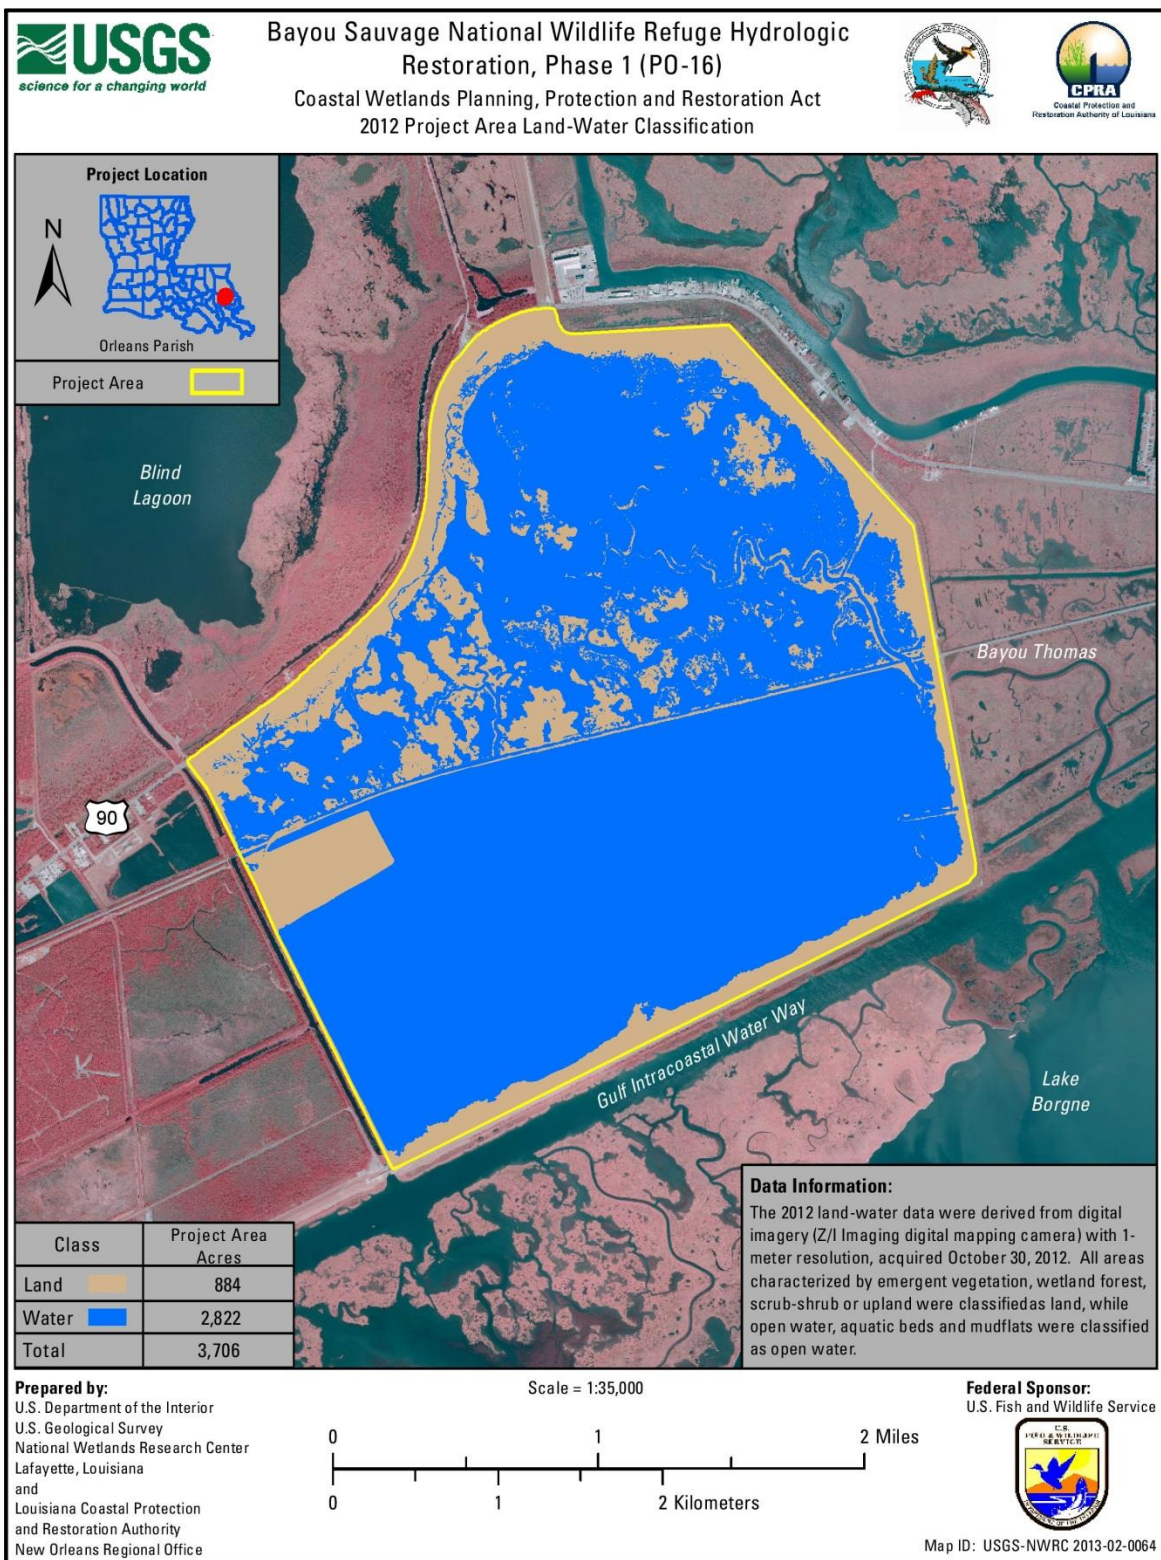 USGS
science for a changing world
Bayou Sauvage National Wildlife Refuge Hydrologic
Restoration, Phase 1 (PO-16)
Coastal Wetlands Planning, Protection and Restoration Act
2012 Project Area Land-Water Classification
CPRA
Coastal Protection and
Restoration Authority of Louisiana
Project Location
N
Orleans Parish
Project Area
Blind
Lagoon
Bayou Thomas
90
Gulf Intracoastal Water Way
Lake
Borgne
Class Project Area
Acres
Land 884
Water 2,822
Total 3,706
Data Information:
The 2012 land-water data were derived from digital
imagery (Z/I Imaging digital mapping camera) with 1-
meter resolution, acquired October 30, 2012. All areas
characterized by emergent vegetation, wetland forest,
scrub-shrub or upland were classifiedas land, while
open water, aquatic beds and mudflats were classified
as open water.
Prepared by:
U.S. Department of the Interior
U.S. Geological Survey
National Wetlands Research Center
Lafayette, Louisiana
and
Louisiana Coastal Protection
and Restoration Authority
New Orleans Regional Office
Scale = 1:35,000
0 1 2 Miles
0 1 2 Kilometers
Federal Sponsor:
U.S. Fish and Wildlife Service
U.S.
FISH & WILDLIFE
SERVICE
Map ID: USGS-NWRC 2013-02-0064